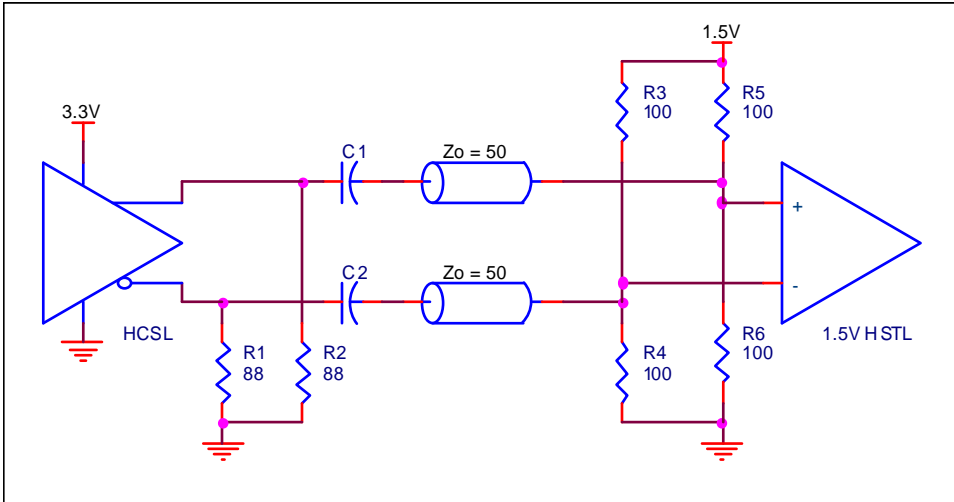 1.5V
R3
100
R5
100
3.3V
C1
Zo = 50
+
C2
Zo = 50
-
HCSL
R1
88
R2
88
R4
100
R6
100
1.5V HSTL